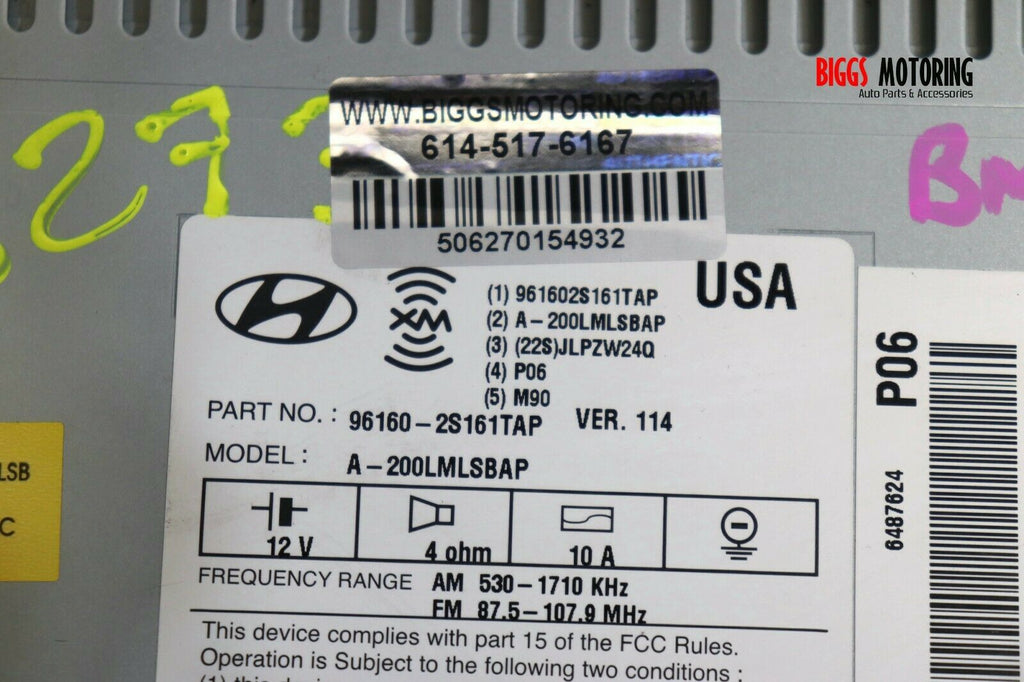 BIGGS MOTORING
Auto Parts & Accessories
WWW.BIGGSMOTORING.COM
614-517-6167
506270154932
277
Bm
XM
USA
(1) 961602S161TAP
(2) A-200LMLSBAP
(3) (22S)JLPZW24Q
(4) P06
(5) M90
PART NO. : 96160-2S161TAP VER. 114
MODEL : A-200LMLSBAP
12 V 4 ohm 10 A
FREQUENCY RANGE AM 530-1710 KHz
FM 87.5-107.9 MHz
This device complies with part 15 of the FCC Rules.
Operation is Subject to the following two conditions :
P06
6487624
LSB
C